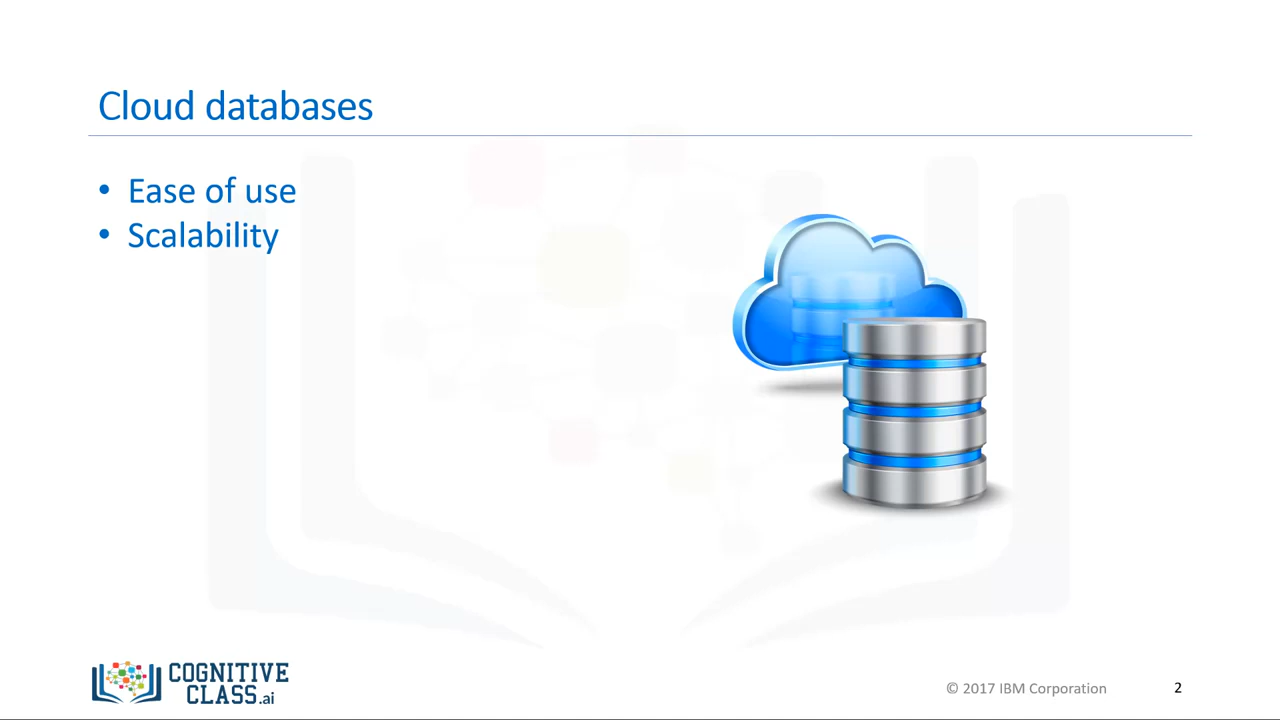 Cloud databases
• Ease of use
• Scalability
COGNITIVE
CLASS.ai
© 2017 IBM Corporation
2